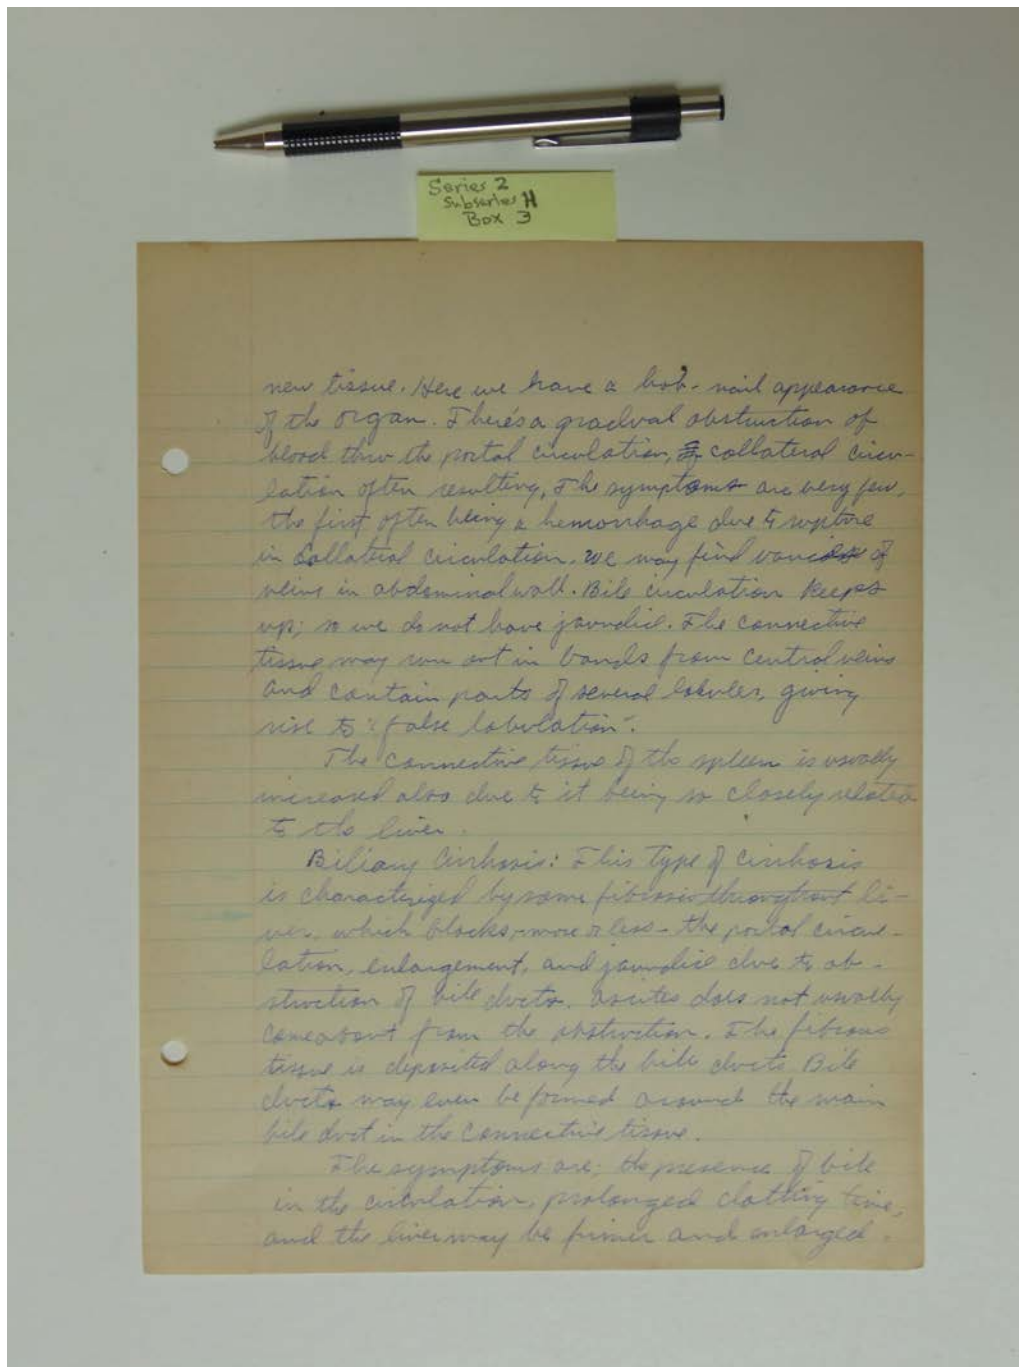 Series 2
Subseries H
Box 3
new tissue. Here we have a hob-nail appearance
of the organ. There's a gradual obstruction of
blood thru the portal circulation, collateral circu-
lation often resulting. The symptoms are very few,
the first often being a hemorrhage due to rupture
in collateral circulation. We may find varices of
veins in abdominal wall. Bile circulation keeps
up; so we do not have jaundice. The connective
tissue may run out in bands from central veins
and contain parts of several lobules, giving
rise to "false lobulation".
The connective tissue of the spleen is usually
increased also due to it being so closely related
to the liver.
Biliary Cirrhosis: This type of cirrhosis
is characterized by some fibrosis throughout li-
ver, which blocks-more or less-the portal circu-
lation, enlargement, and jaundice due to ob-
struction of bile ducts. Ascites does not usually
come about from the obstruction. The fibrous
tissue is deposited along the bile ducts. Bile
ducts may even be formed around the main
bile duct in the connective tissue.
The symptoms are; the presence of bile
in the circulation, prolonged clotting time,
and the liver may be firmer and enlarged.